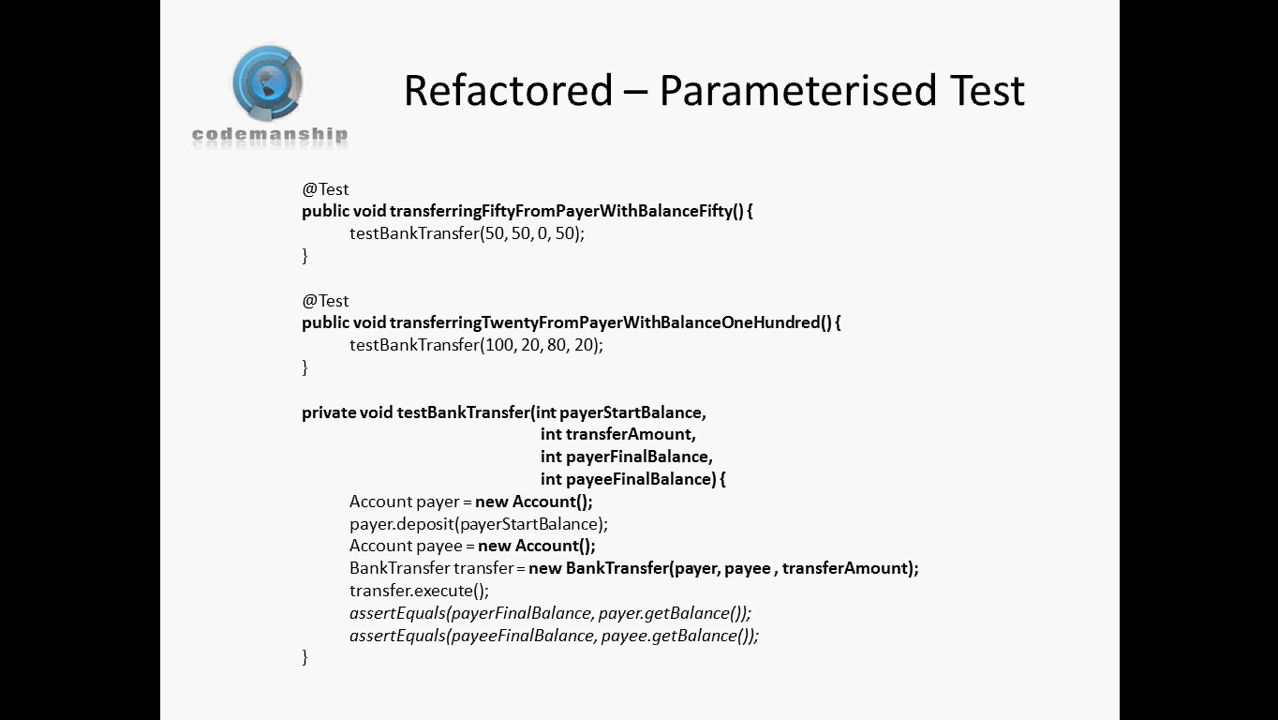 codemanship
Refactored – Parameterised Test
@Test
public void transferringFiftyFromPayerWithBalanceFifty() {
testBankTransfer(50, 50, 0, 50);
}
@Test
public void transferringTwentyFromPayerWithBalanceOneHundred() {
testBankTransfer(100, 20, 80, 20);
}
private void testBankTransfer(int payerStartBalance,
int transferAmount,
int payerFinalBalance,
int payeeFinalBalance) {
Account payer = new Account();
payer.deposit(payerStartBalance);
Account payee = new Account();
BankTransfer transfer = new BankTransfer(payer, payee , transferAmount);
transfer.execute();
assertEquals(payerFinalBalance, payer.getBalance());
assertEquals(payeeFinalBalance, payee.getBalance());
}